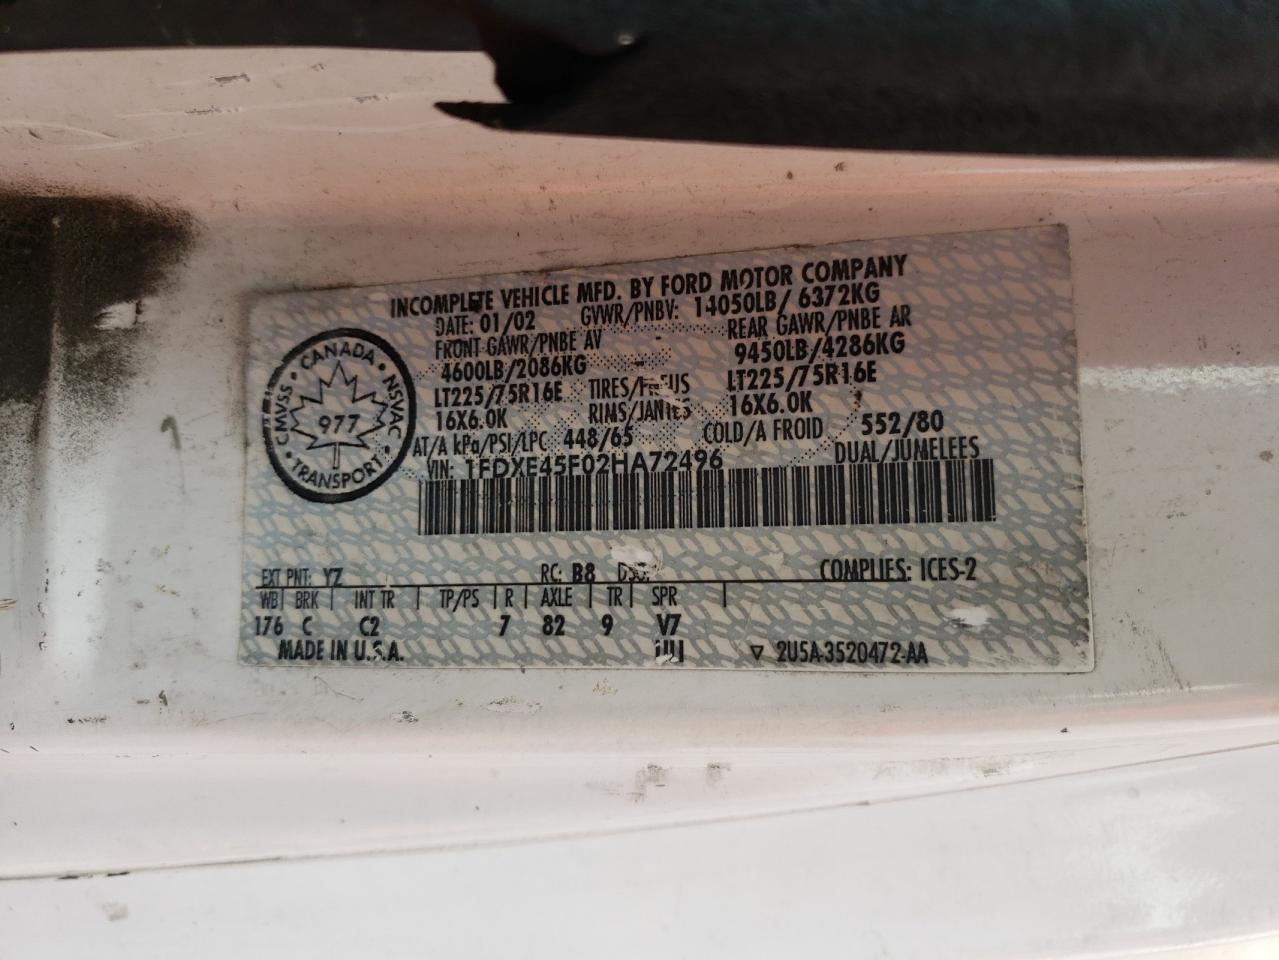 INCOMPLETE VEHICLE MFD. BY FORD MOTOR COMPANY
DATE: 01/02 GVWR/PNBV: 14050LB/6372KG
FRONT GAWR/PNBE AV REAR GAWR/PNBE AR
4600LB/2086KG 9450LB/4286KG
LT225/75R16E TIRES/PNEUS LT225/75R16E
16X6.0K RIMS/JANTES 16X6.0K
AT/A kPa/PSI/LPC 448/65 COLD/A FROID 552/80
VIN: 1FDXE45F02HA72496 DUAL/JUMELEES
CANADA
CMVSS · NSVAC
977
TRANSPORT
EXT PNT: YZ RC: B8 DSO: COMPLIES: ICES-2
WB BRK INT TR TP/PS R AXLE TR SPR
176 C C2 7 82 9 V7
MADE IN U.S.A. ▽ 2U5A-3520472-AA